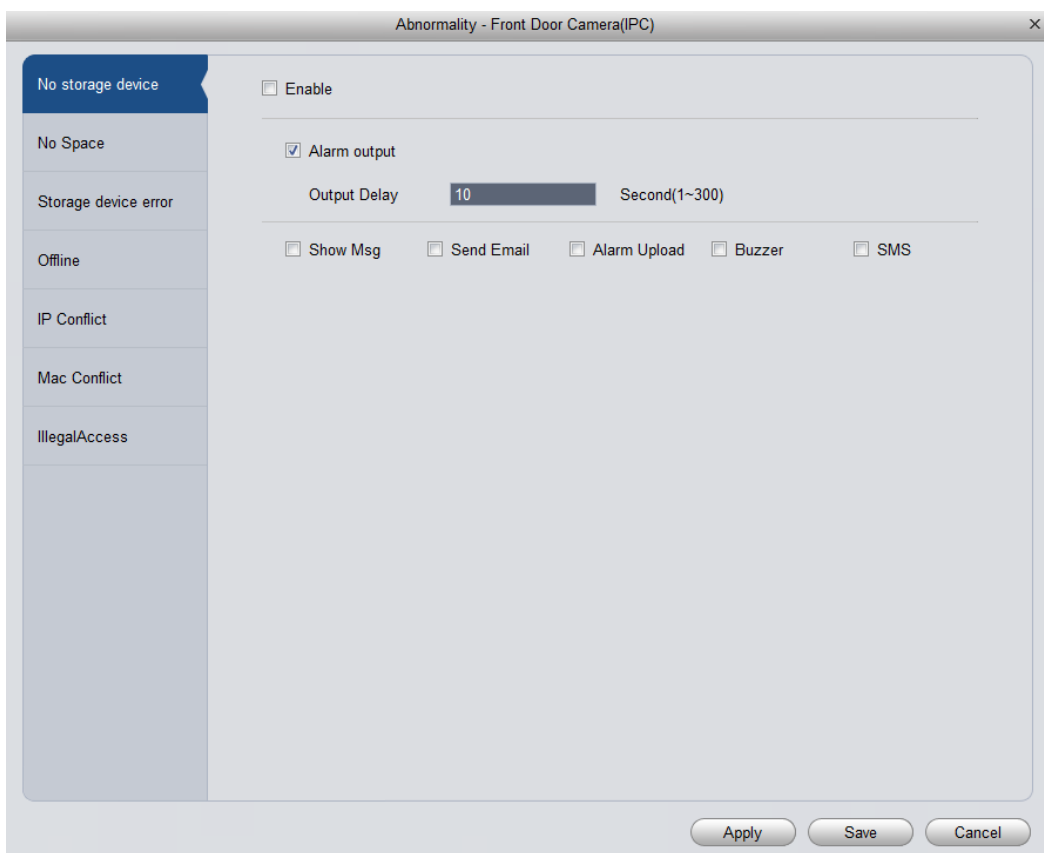 Abnormality - Front Door Camera(IPC)
No storage device
No Space
Storage device error
Offline
IP Conflict
Mac Conflict
IllegalAccess
Enable
Alarm output
Output Delay 10 Second(1~300)
Show Msg Send Email Alarm Upload Buzzer SMS
Apply Save Cancel